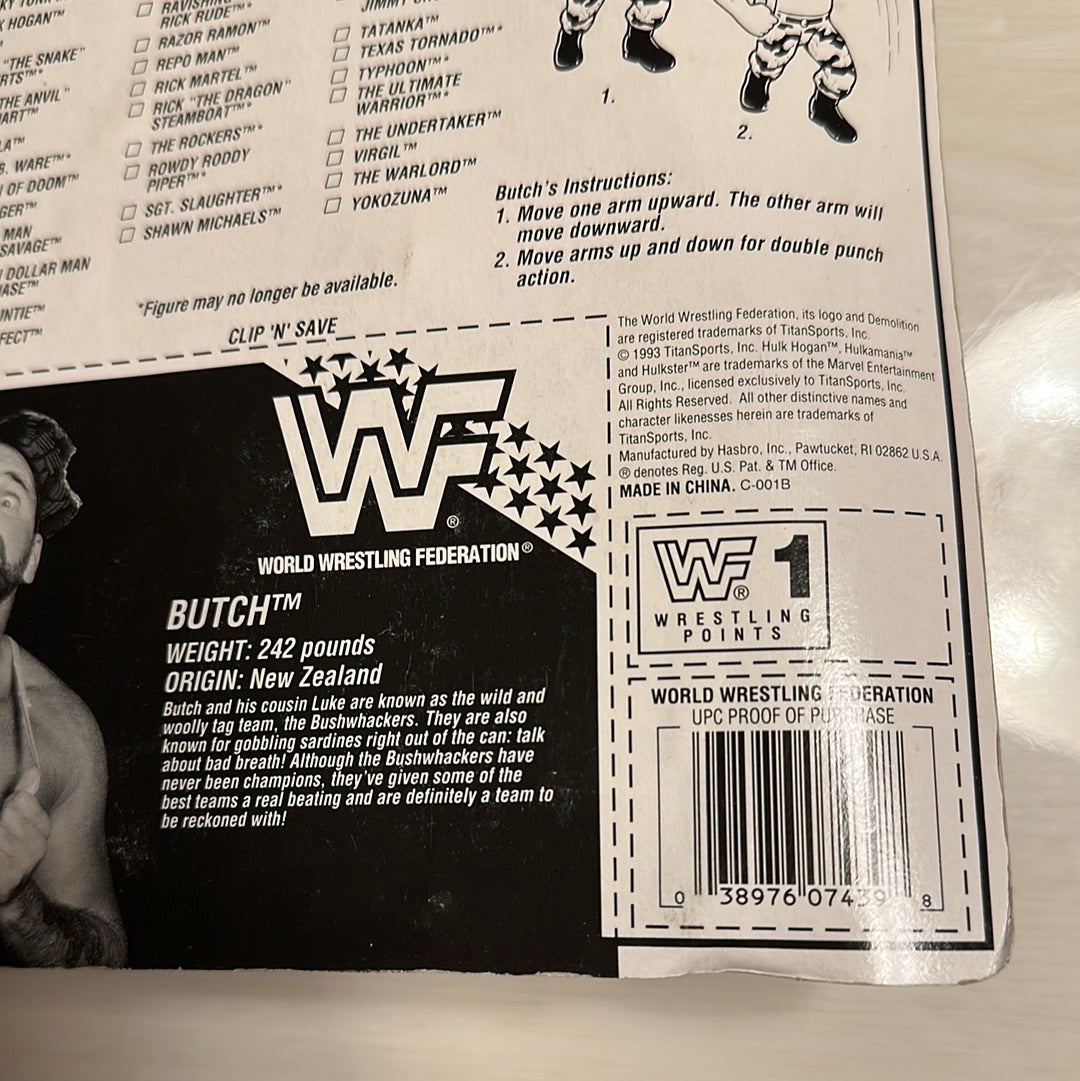 HOGAN™
"THE SNAKE"
THE ANVIL"
B. WARE™*
OF DOOM™
MAN
SAVAGE™
DOLLAR MAN
RICK RUDE™*
RAZOR RAMON™
REPO MAN™
RICK MARTEL™
RICK "THE DRAGON"
STEAMBOAT™*
THE ROCKERS™*
ROWDY RODDY
PIPER™*
SGT. SLAUGHTER™*
SHAWN MICHAELS™
TATANKA™
TEXAS TORNADO™*
TYPHOON™*
THE ULTIMATE
WARRIOR™*
THE UNDERTAKER™
VIRGIL™
THE WARLORD™
YOKOZUNA™
*Figure may no longer be available.
1.
2.
Butch's Instructions:
1. Move one arm upward. The other arm will
move downward.
2. Move arms up and down for double punch
action.
CLIP 'N' SAVE
WF®
WORLD WRESTLING FEDERATION®
BUTCH™
WEIGHT: 242 pounds
ORIGIN: New Zealand
Butch and his cousin Luke are known as the wild and
woolly tag team, the Bushwhackers. They are also
known for gobbling sardines right out of the can: talk
about bad breath! Although the Bushwhackers have
never been champions, they've given some of the
best teams a real beating and are definitely a team to
be reckoned with!
The World Wrestling Federation, its logo and Demolition
are registered trademarks of TitanSports, Inc.
© 1993 TitanSports, Inc. Hulk Hogan™, Hulkamania™
and Hulkster™ are trademarks of the Marvel Entertainment
Group, Inc., licensed exclusively to TitanSports, Inc.
All Rights Reserved. All other distinctive names and
character likenesses herein are trademarks of
TitanSports, Inc.
Manufactured by Hasbro, Inc., Pawtucket, RI 02862 U.S.A.
® denotes Reg. U.S. Pat. & TM Office.
MADE IN CHINA. C-001B
WF® 1
WRESTLING
POINTS
WORLD WRESTLING FEDERATION
UPC PROOF OF PURCHASE
0 38976 07439 8